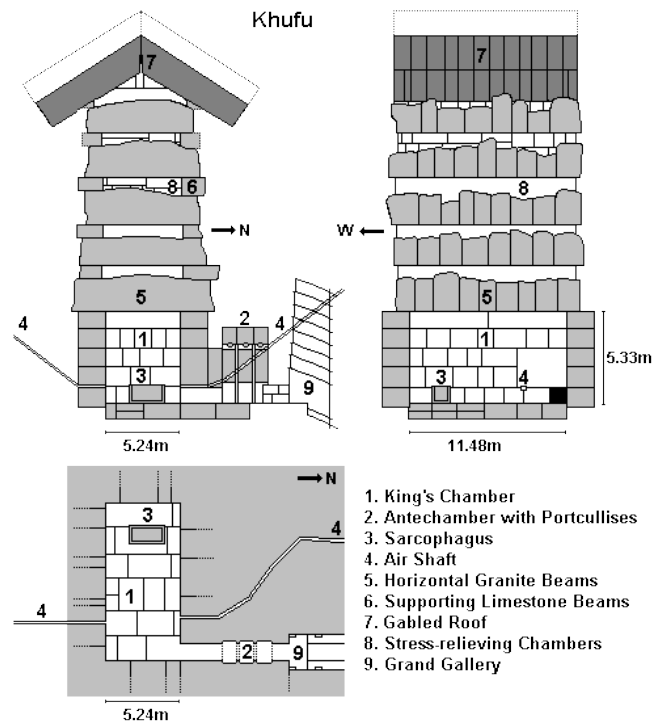 Khufu
7
7
8 6
8
N
W
5
5
4
2
4
1
1
5.33m
3
3
4
9
5.24m
11.48m
N
3
4
1
4
2
9
5.24m
1. King's Chamber
2. Antechamber with Portcullises
3. Sarcophagus
4. Air Shaft
5. Horizontal Granite Beams
6. Supporting Limestone Beams
7. Gabled Roof
8. Stress-relieving Chambers
9. Grand Gallery